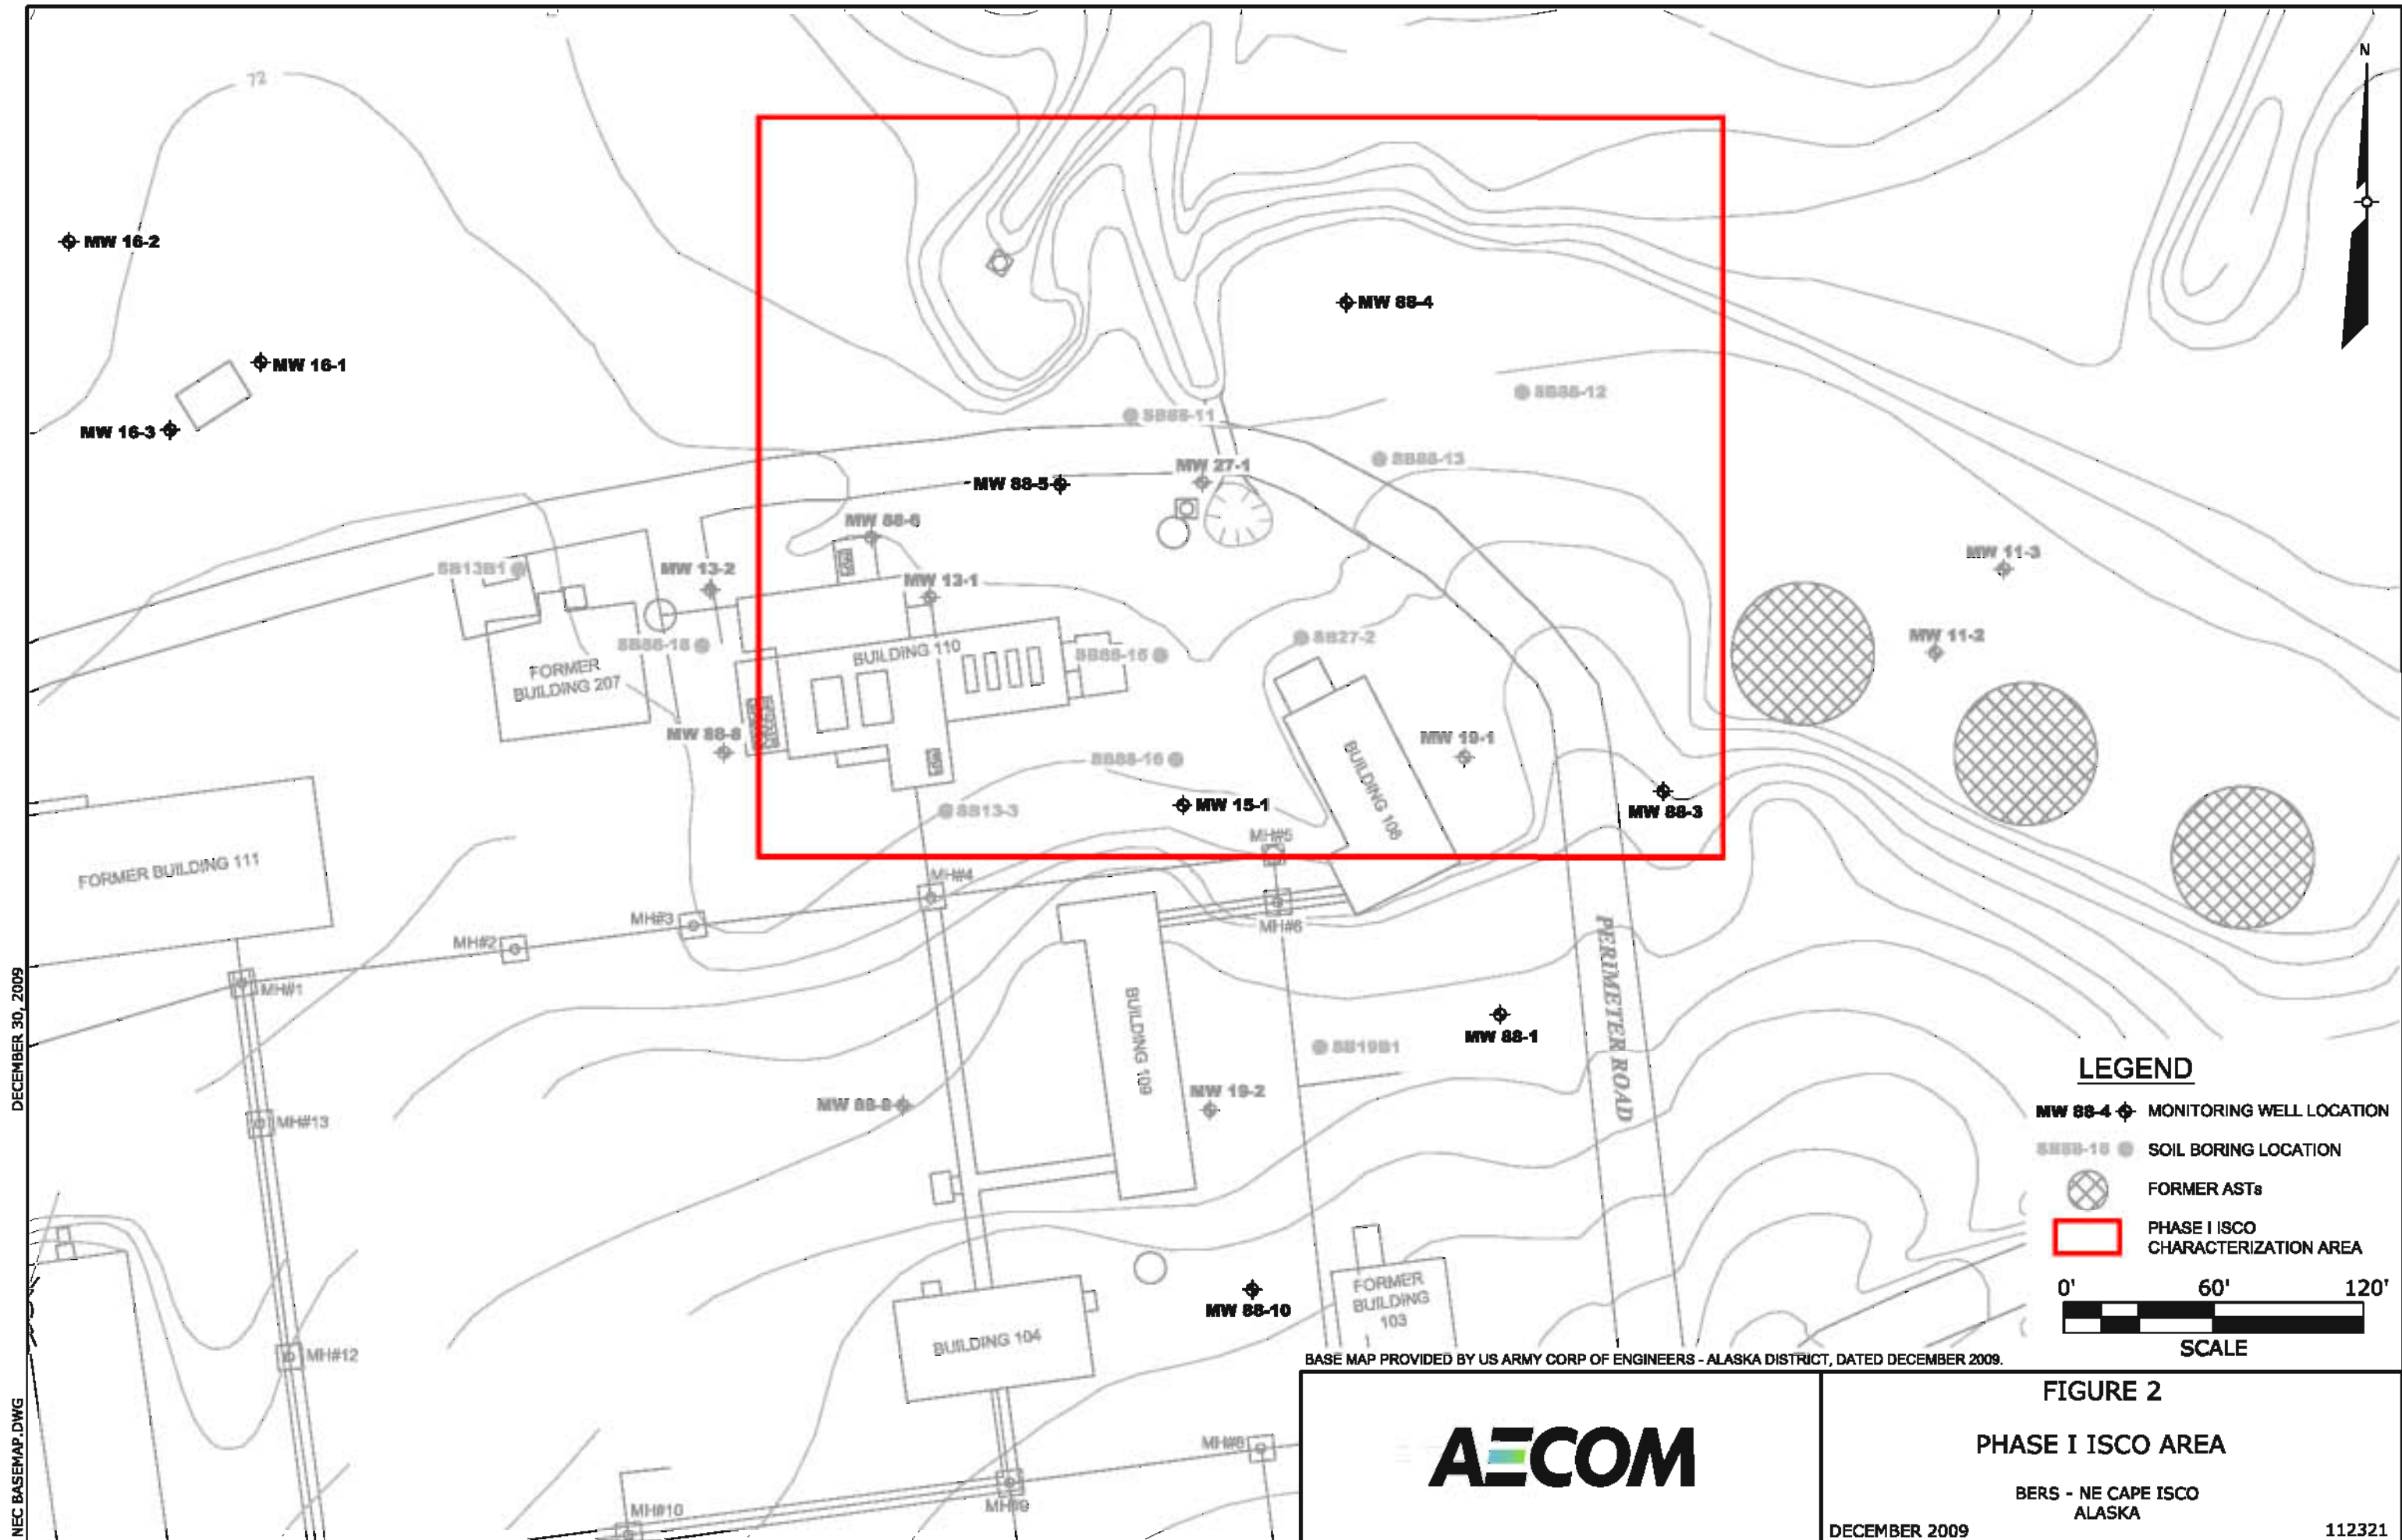 N
72
MW 16-2
MW 88-4
MW 16-1
SB88-12
SB88-11
MW 16-3
SB88-13
MW 27-1
MW 88-5
MW 88-6
MW 11-3
SB13B1
MW 13-2
MW 13-1
SB27-2
MW 11-2
BUILDING 110
FORMER
BUILDING 207
MW 88-8
MW 19-1
BUILDING 108
SB88-16
MW 15-1
MW 88-3
SB13-3
MH#5
FORMER BUILDING 111
MH#4
MH#3
MH#6
MH#2
MH#1
PERIMETER ROAD
BUILDING 109
MW 88-1
SB19B1
MW 19-2
MH#13
MH#12
MW 88-10
FORMER
BUILDING
103
BUILDING 104
MH#8
MH#9
MH#10
DECEMBER 30, 2009
NEC BASEMAP.DWG
LEGEND
MW 88-4 MONITORING WELL LOCATION
SOIL BORING LOCATION
FORMER ASTs
PHASE I ISCO
CHARACTERIZATION AREA
0' 60' 120'
SCALE
BASE MAP PROVIDED BY US ARMY CORP OF ENGINEERS - ALASKA DISTRICT, DATED DECEMBER 2009.
AECOM
FIGURE 2
PHASE I ISCO AREA
BERS - NE CAPE ISCO
ALASKA
DECEMBER 2009 112321